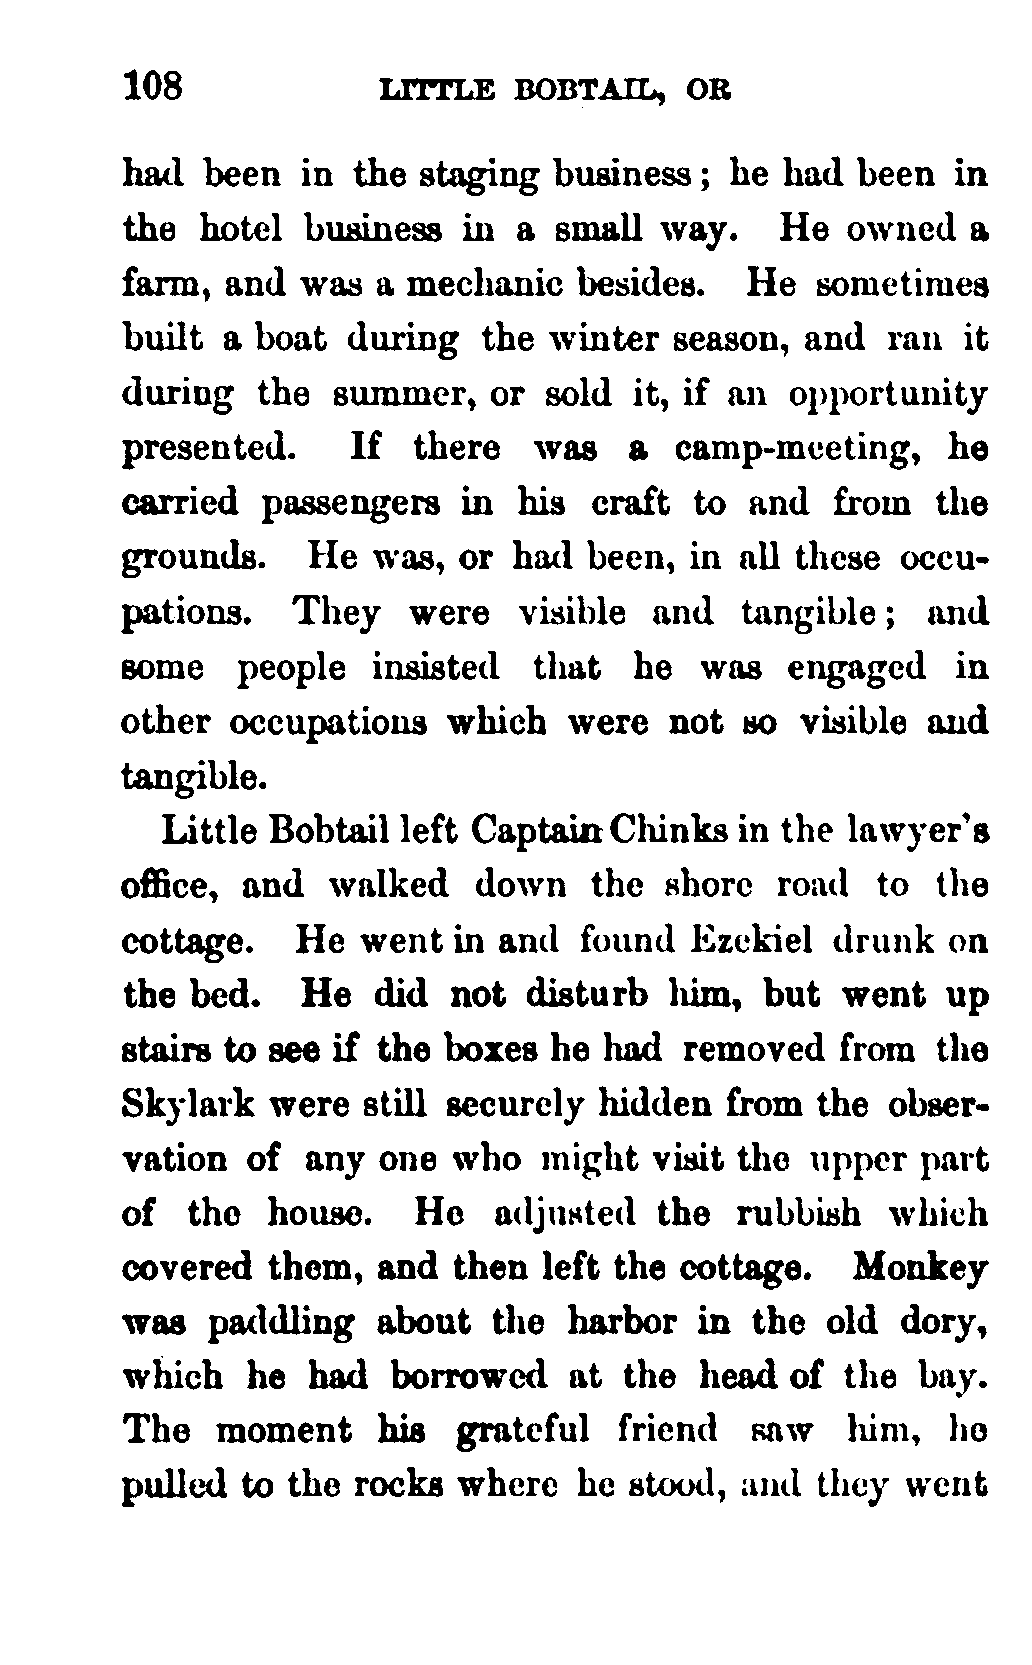 108 LITTLE BOBTAIL, OR
had been in the staging business; he had been in
the hotel business in a small way. He owned a
farm, and was a mechanic besides. He sometimes
built a boat during the winter season, and ran it
during the summer, or sold it, if an opportunity
presented. If there was a camp-meeting, he
carried passengers in his craft to and from the
grounds. He was, or had been, in all these occu-
pations. They were visible and tangible; and
some people insisted that he was engaged in
other occupations which were not so visible and
tangible.
Little Bobtail left Captain Chinks in the lawyer's
office, and walked down the shore road to the
cottage. He went in and found Ezekiel drunk on
the bed. He did not disturb him, but went up
stairs to see if the boxes he had removed from the
Skylark were still securely hidden from the obser-
vation of any one who might visit the upper part
of the house. He adjusted the rubbish which
covered them, and then left the cottage. Monkey
was paddling about the harbor in the old dory,
which he had borrowed at the head of the bay.
The moment his grateful friend saw him, he
pulled to the rocks where he stood, and they went